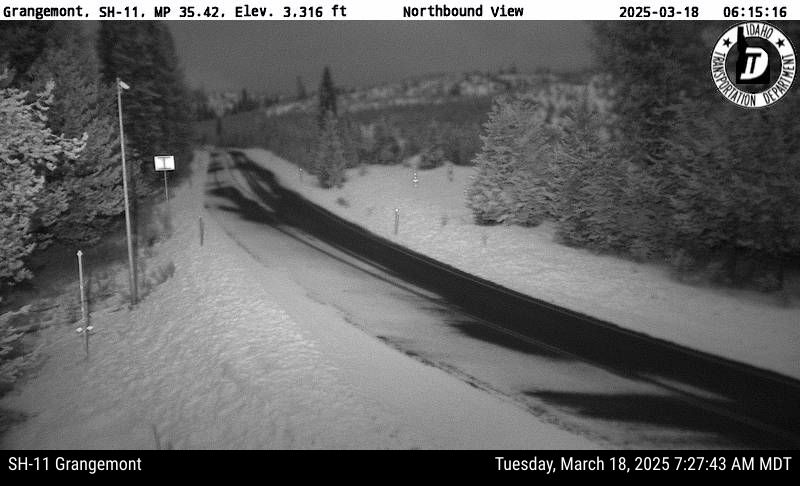 Grangemont, SH-11, MP 35.42, Elev. 3,316 ft Northbound View 2025-03-18 06:15:16
IDAHO
TRANSPORTATION DEPARTMENT
SH-11 Grangemont Tuesday, March 18, 2025 7:27:43 AM MDT